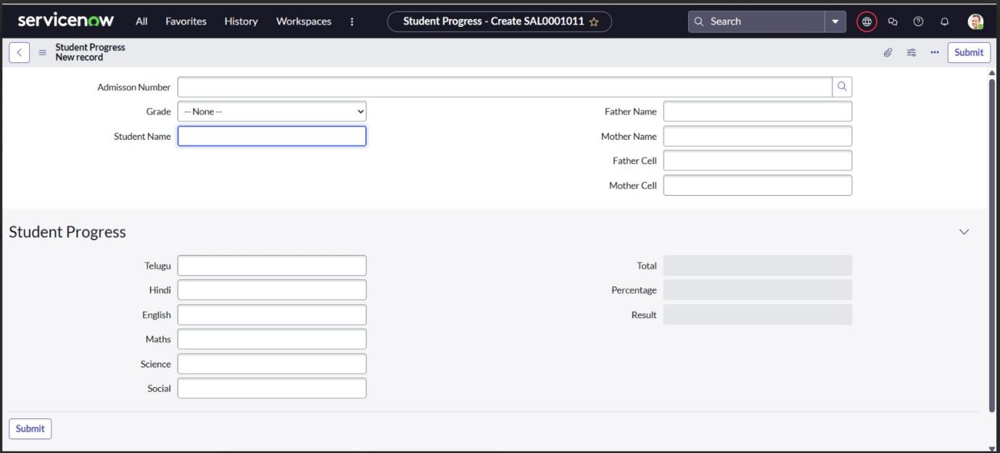 servicenow All Favorites History Workspaces Student Progress - Create SAL0001011 Search
Student Progress
New record
Submit
Admisson Number
Grade -- None -- Father Name
Student Name Mother Name
Father Cell
Mother Cell
Student Progress
Telugu Total
Hindi Percentage
English Result
Maths
Science
Social
Submit